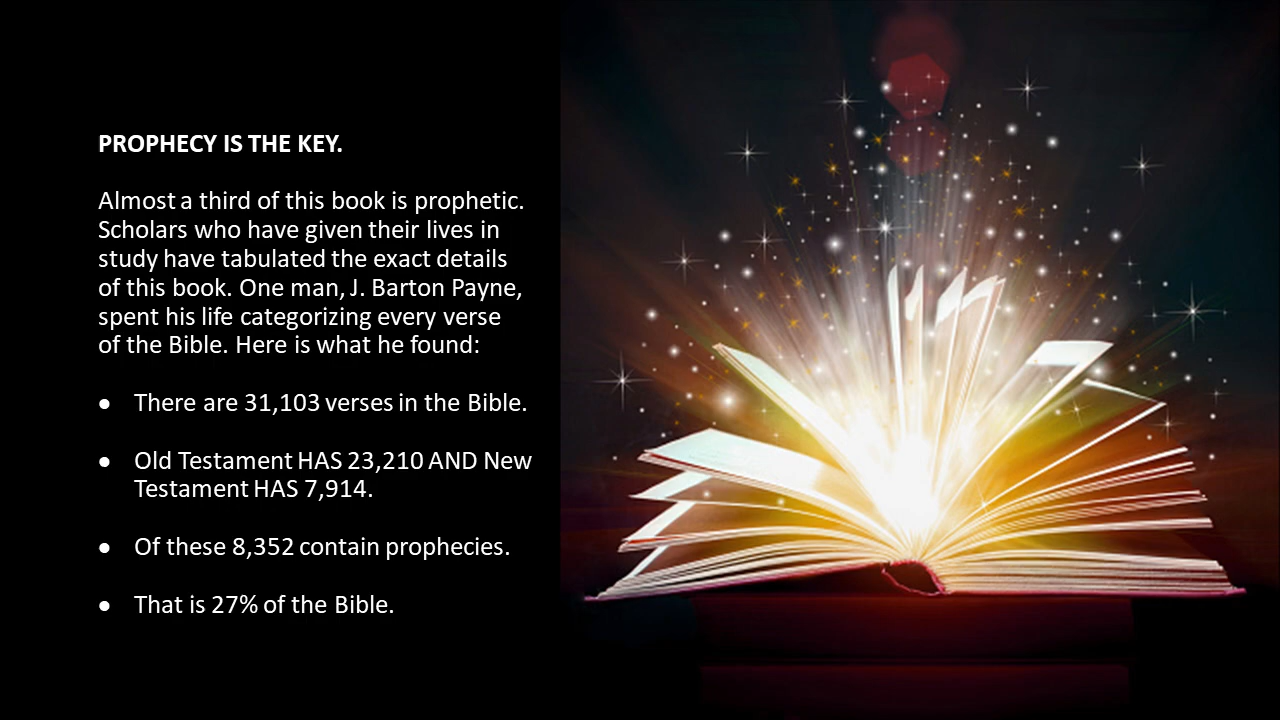 PROPHECY IS THE KEY.
Almost a third of this book is prophetic.
Scholars who have given their lives in
study have tabulated the exact details
of this book. One man, J. Barton Payne,
spent his life categorizing every verse
of the Bible. Here is what he found:
• There are 31,103 verses in the Bible.
• Old Testament HAS 23,210 AND New
Testament HAS 7,914.
• Of these 8,352 contain prophecies.
• That is 27% of the Bible.